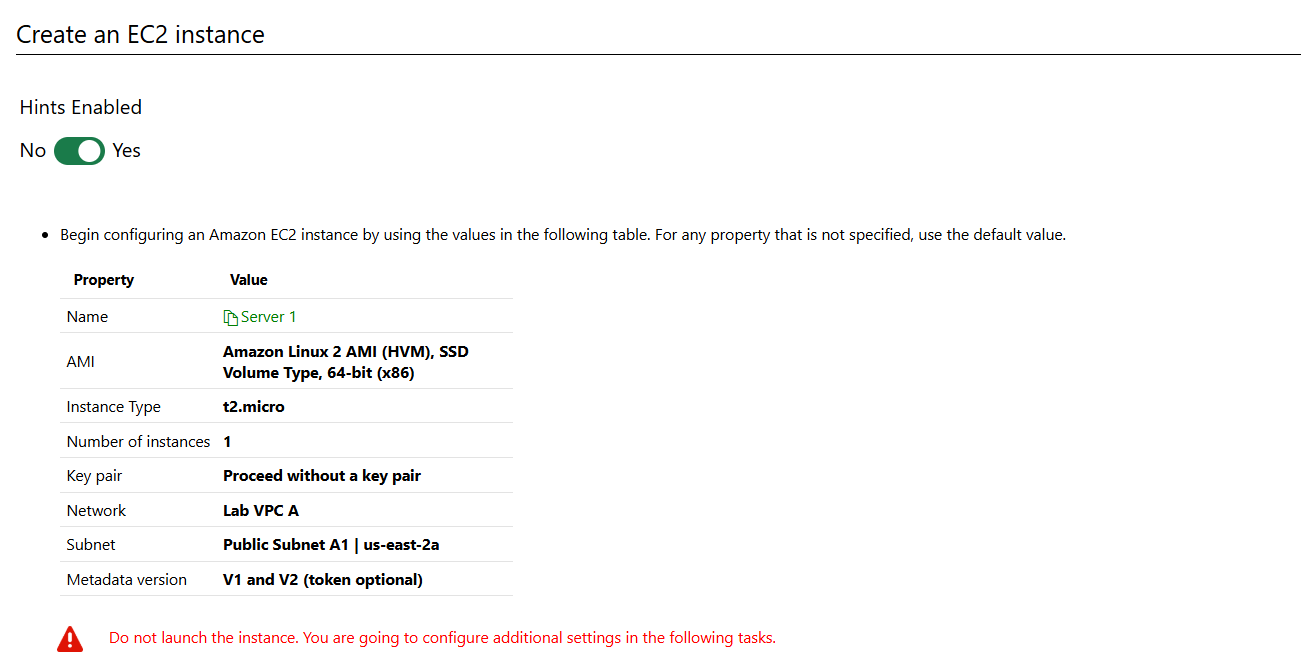 Create an EC2 instance
Hints Enabled
No Yes
Begin configuring an Amazon EC2 instance by using the values in the following table. For any property that is not specified, use the default value.
Property Value
Name Server 1
AMI Amazon Linux 2 AMI (HVM), SSD
Volume Type, 64-bit (x86)
Instance Type t2.micro
Number of instances 1
Key pair Proceed without a key pair
Network Lab VPC A
Subnet Public Subnet A1 | us-east-2a
Metadata version V1 and V2 (token optional)
Do not launch the instance. You are going to configure additional settings in the following tasks.